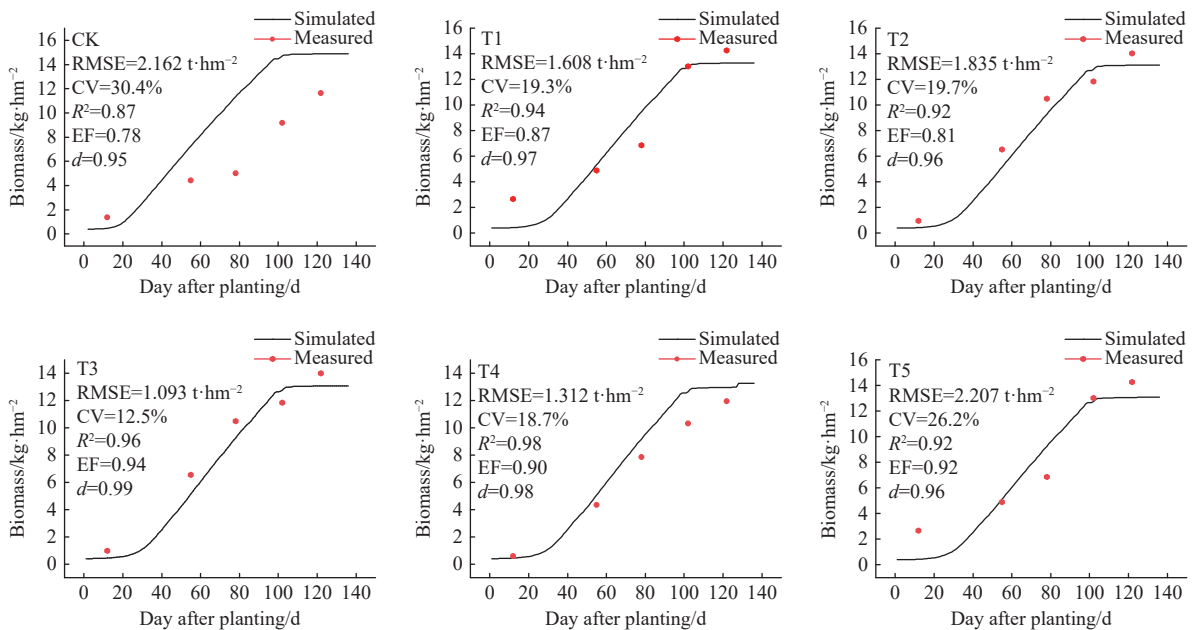 Simulated
Measured
CK
RMSE=2.162 t·hm⁻²
CV=30.4%
R²=0.87
EF=0.78
d=0.95
16
14
12
10
8
6
4
2
0
Biomass/kg·hm⁻²
0 20 40 60 80 100 120 140
Day after planting/d
Simulated
Measured
T1
RMSE=1.608 t·hm⁻²
CV=19.3%
R²=0.94
EF=0.87
d=0.97
16
14
12
10
8
6
4
2
0
Biomass/kg·hm⁻²
0 20 40 60 80 100 120 140
Day after planting/d
Simulated
Measured
T2
RMSE=1.835 t·hm⁻²
CV=19.7%
R²=0.92
EF=0.81
d=0.96
16
14
12
10
8
6
4
2
0
Biomass/kg·hm⁻²
0 20 40 60 80 100 120 140
Day after planting/d
Simulated
Measured
T3
RMSE=1.093 t·hm⁻²
CV=12.5%
R²=0.96
EF=0.94
d=0.99
14
12
10
8
6
4
2
0
Biomass/kg·hm⁻²
0 20 40 60 80 100 120 140
Day after planting/d
Simulated
Measured
T4
RMSE=1.312 t·hm⁻²
CV=18.7%
R²=0.98
EF=0.90
d=0.98
14
12
10
8
6
4
2
0
Biomass/kg·hm⁻²
0 20 40 60 80 100 120 140
Day after planting/d
Simulated
Measured
T5
RMSE=2.207 t·hm⁻²
CV=26.2%
R²=0.92
EF=0.92
d=0.96
16
14
12
10
8
6
4
2
0
Biomass/kg·hm⁻²
0 20 40 60 80 100 120 140
Day after planting/d